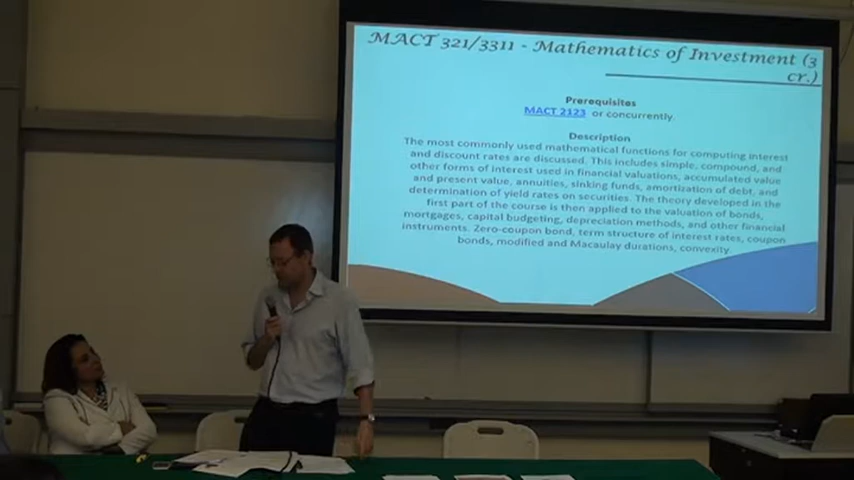 MACT 321/3311 - Mathematics of Investment (3
cr.)
Prerequisites
MACT 2123 or concurrently.
Description
The most commonly used mathematical functions for computing interest
and discount rates are discussed. This includes simple, compound, and
other forms of interest used in financial valuations, accumulated value
and present value, annuities, sinking funds, amortization of debt, and
determination of yield rates on securities. The theory developed in the
first part of the course is then applied to the valuation of bonds,
mortgages, capital budgeting, depreciation methods, and other financial
instruments. Zero-coupon bond, term structure of interest rates, coupon
bonds, modified and Macaulay durations, convexity.